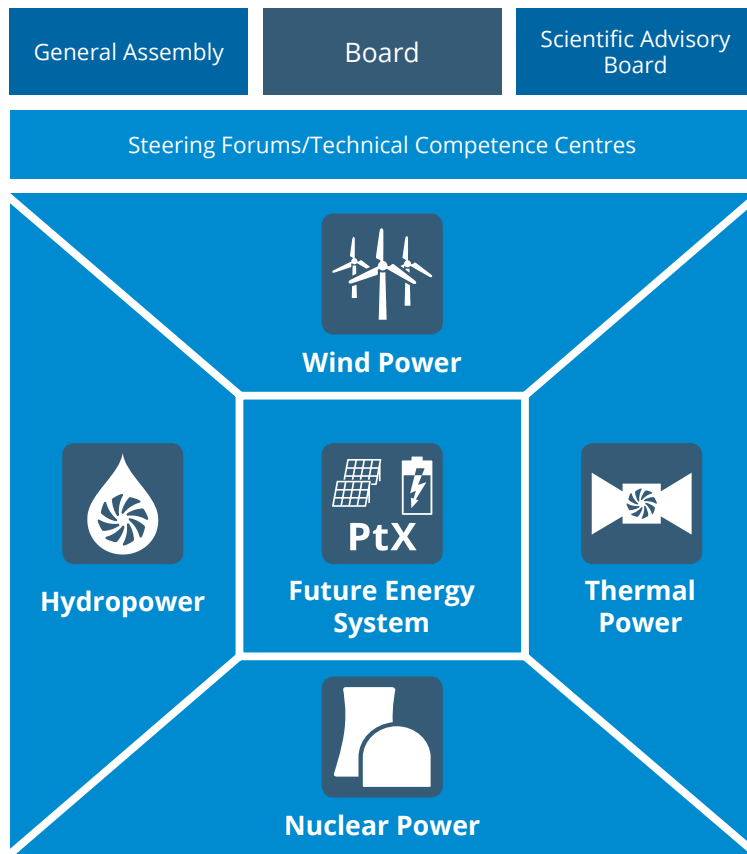 General Assembly
Board
Scientific Advisory
Board
Steering Forums/Technical Competence Centres
Wind Power
Hydropower
PtX
Future Energy
System
Thermal
Power
Nuclear Power